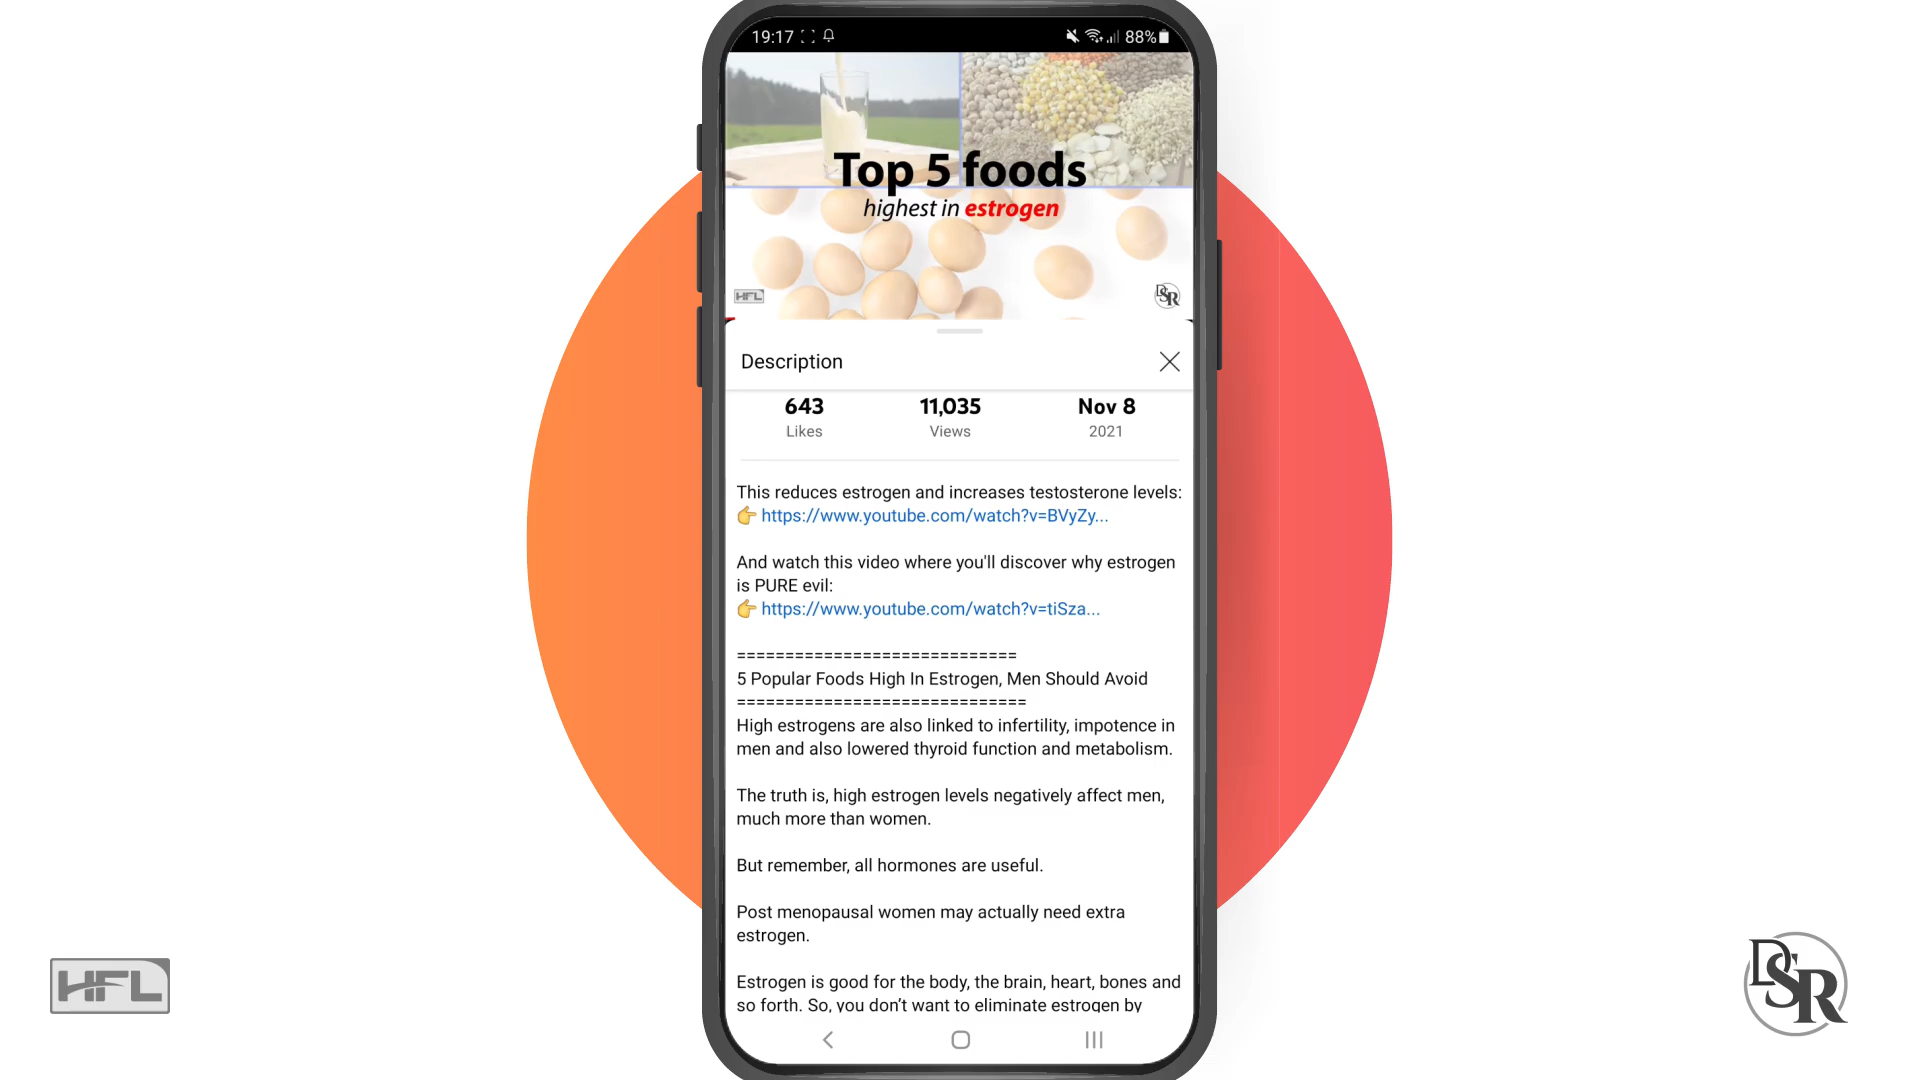 19:17
88%
Top 5 foods
highest in estrogen
HFL
DSR
Description
643
11,035
Nov 8
Likes
Views
2021
This reduces estrogen and increases testosterone levels:
👉 https://www.youtube.com/watch?v=BVyZy...
And watch this video where you'll discover why estrogen
is PURE evil:
👉 https://www.youtube.com/watch?v=tiSza...
=============================
5 Popular Foods High In Estrogen, Men Should Avoid
==============================
High estrogens are also linked to infertility, impotence in
men and also lowered thyroid function and metabolism.
The truth is, high estrogen levels negatively affect men,
much more than women.
But remember, all hormones are useful.
Post menopausal women may actually need extra
estrogen.
Estrogen is good for the body, the brain, heart, bones and
so forth. So, you don't want to eliminate estrogen by
HFL
DSR